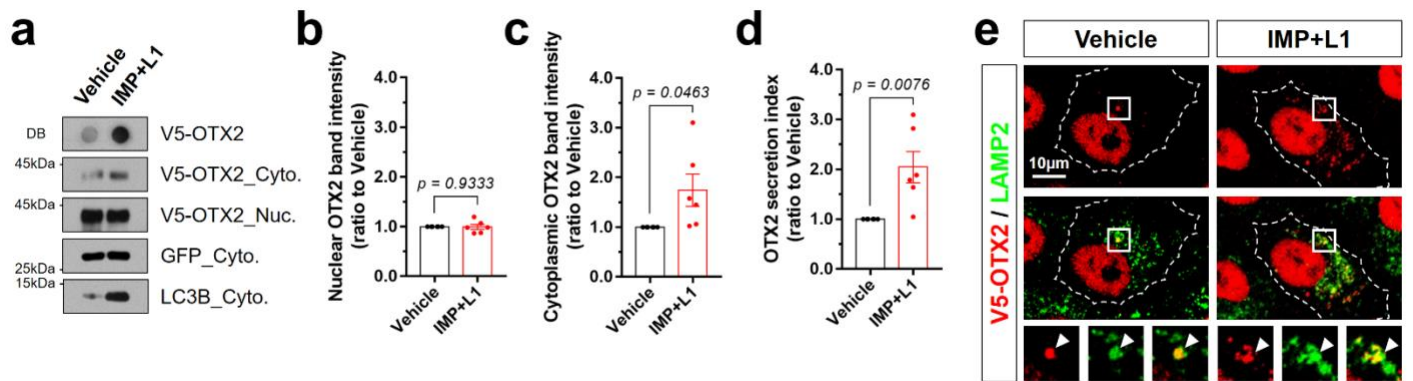 a
Vehicle
IMP+L1
DB
V5-OTX2
45kDa
V5-OTX2_Cyto.
45kDa
V5-OTX2_Nuc.
GFP_Cyto.
25kDa
15kDa
LC3B_Cyto.
b
Nuclear OTX2 band intensity
(ratio to Vehicle)
4.0
3.0
2.0
1.0
0.0
p = 0.9333
Vehicle
IMP+L1
c
Cytoplasmic OTX2 band intensity
(ratio to Vehicle)
4.0
3.0
2.0
1.0
0.0
p = 0.0463
Vehicle
IMP+L1
d
OTX2 secretion index
(ratio to Vehicle)
4.0
3.0
2.0
1.0
0.0
p = 0.0076
Vehicle
IMP+L1
e
Vehicle
IMP+L1
V5-OTX2 / LAMP2
10μm